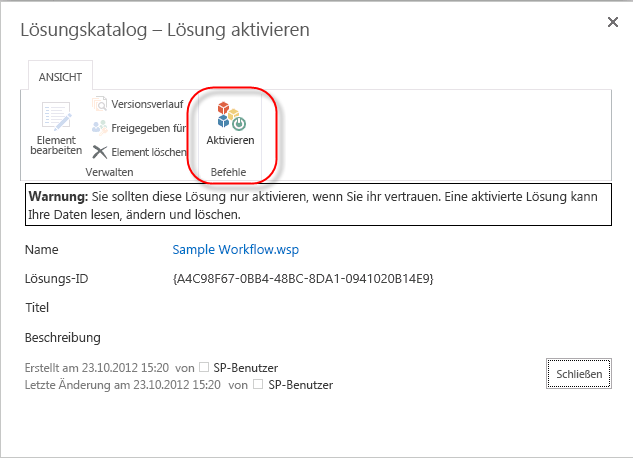 Lösungskatalog – Lösung aktivieren
ANSICHT
Element
bearbeiten
Versionsverlauf
Freigegeben für
Element löschen
Verwalten
Aktivieren
Befehle
Warnung: Sie sollten diese Lösung nur aktivieren, wenn Sie ihr vertrauen. Eine aktivierte Lösung kann
Ihre Daten lesen, ändern und löschen.
Name Sample Workflow.wsp
Lösungs-ID {A4C98F67-0BB4-48BC-8DA1-0941020B14E9}
Titel
Beschreibung
Erstellt am 23.10.2012 15:20 von SP-Benutzer
Letzte Änderung am 23.10.2012 15:20 von SP-Benutzer
Schließen